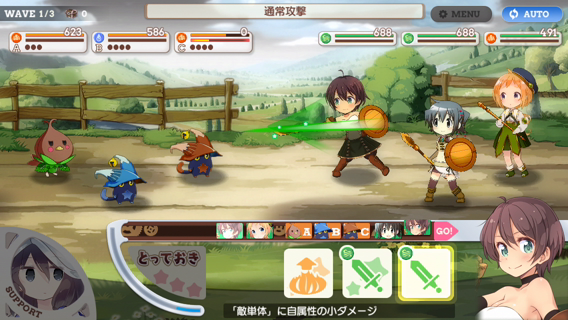 WAVE 1/3 0
通常攻撃
MENU
AUTO
623
586
0
688
688
491
A
B
C
A B C GO!
とっておき
SUPPORT
「敵単体」に自属性の小ダメージ